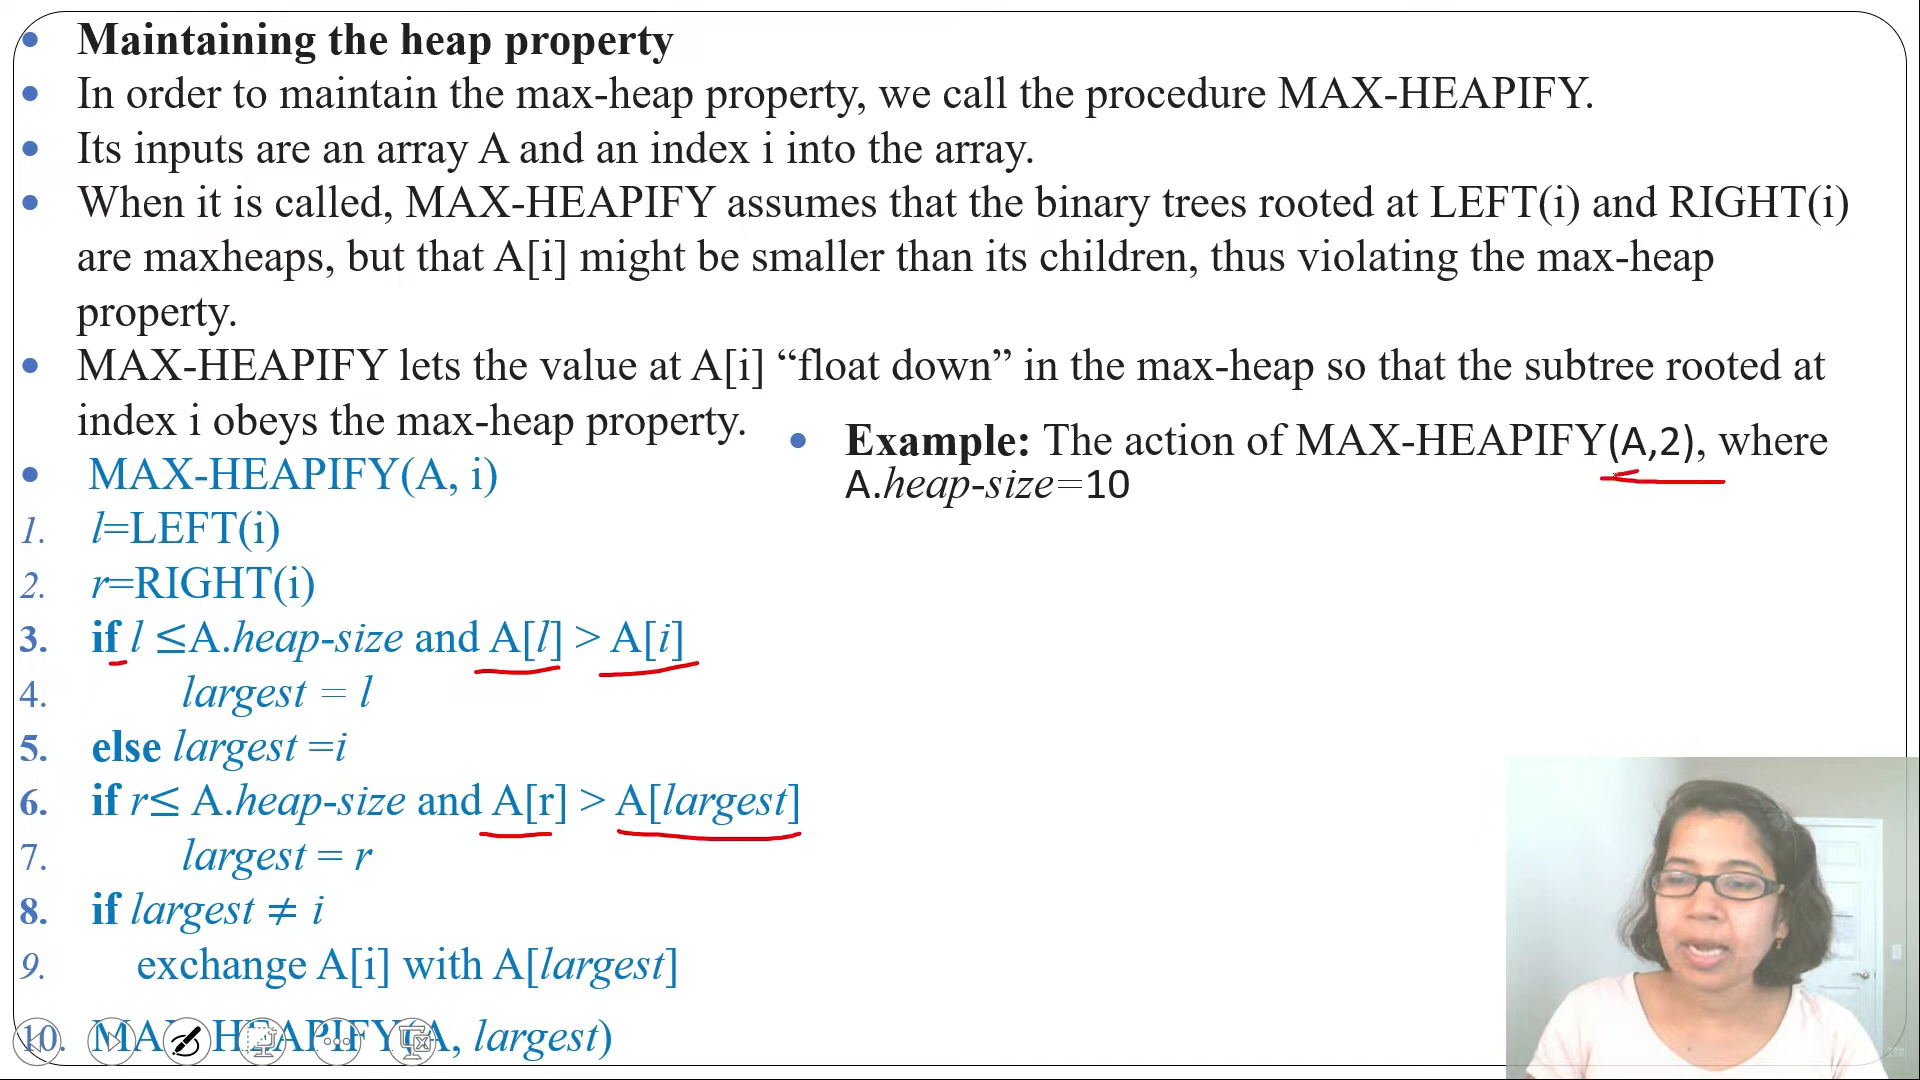 Maintaining the heap property
In order to maintain the max-heap property, we call the procedure MAX-HEAPIFY.
Its inputs are an array A and an index i into the array.
When it is called, MAX-HEAPIFY assumes that the binary trees rooted at LEFT(i) and RIGHT(i)
are maxheaps, but that A[i] might be smaller than its children, thus violating the max-heap
property.
MAX-HEAPIFY lets the value at A[i] “float down” in the max-heap so that the subtree rooted at
index i obeys the max-heap property.
MAX-HEAPIFY(A, i)
1. l=LEFT(i)
2. r=RIGHT(i)
3. if l ≤A.heap-size and A[l] > A[i]
4. largest = l
5. else largest =i
6. if r≤ A.heap-size and A[r] > A[largest]
7. largest = r
8. if largest ≠ i
9. exchange A[i] with A[largest]
10. MAX-HEAPIFY(A, largest)
Example: The action of MAX-HEAPIFY(A,2), where
A.heap-size=10